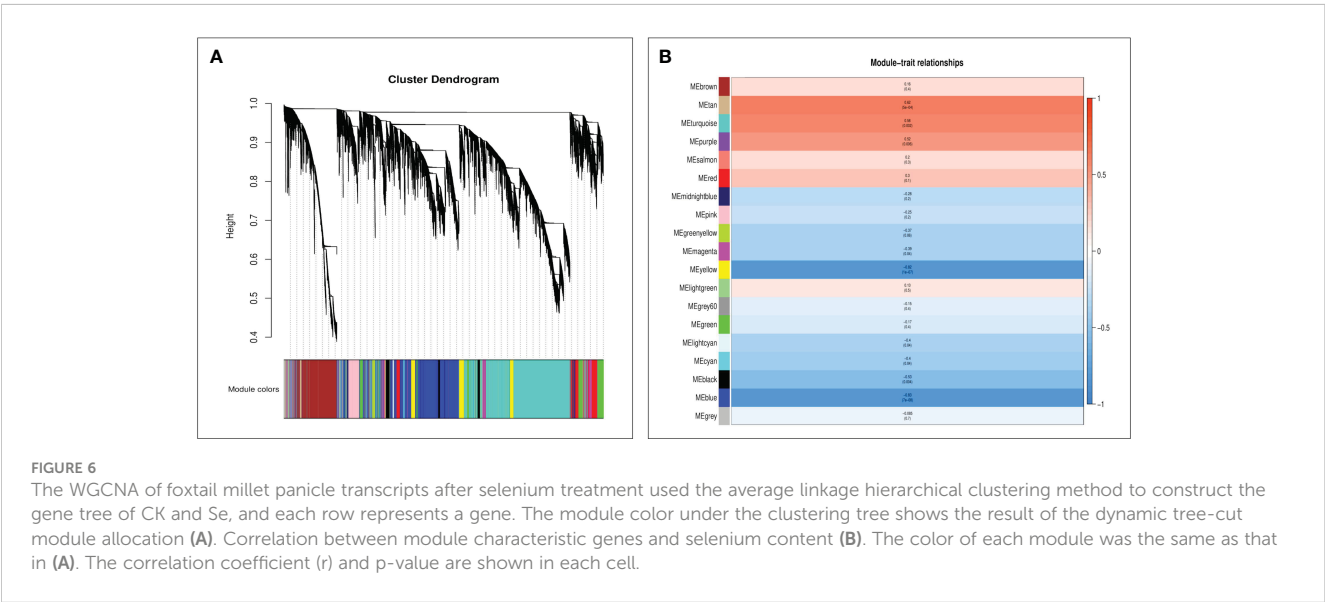 A
Cluster Dendrogram
Height
1.0
0.9
0.8
0.7
0.6
0.5
0.4
Module colors
B
Module-trait relationships
MEbrown
MEtan
MEturquoise
MEpurple
MEsalmon
MEred
MEmidnightblue
MEpink
MEgreenyellow
MEmagenta
MEyellow
MElightgreen
MEgrey60
MEgreen
MElightcyan
MEcyan
MEblack
MEblue
MEgrey
1
0.5
0
-0.5
-1
FIGURE 6
The WGCNA of foxtail millet panicle transcripts after selenium treatment used the average linkage hierarchical clustering method to construct the
gene tree of CK and Se, and each row represents a gene. The module color under the clustering tree shows the result of the dynamic tree-cut
module allocation (A). Correlation between module characteristic genes and selenium content (B). The color of each module was the same as that
in (A). The correlation coefficient (r) and p-value are shown in each cell.